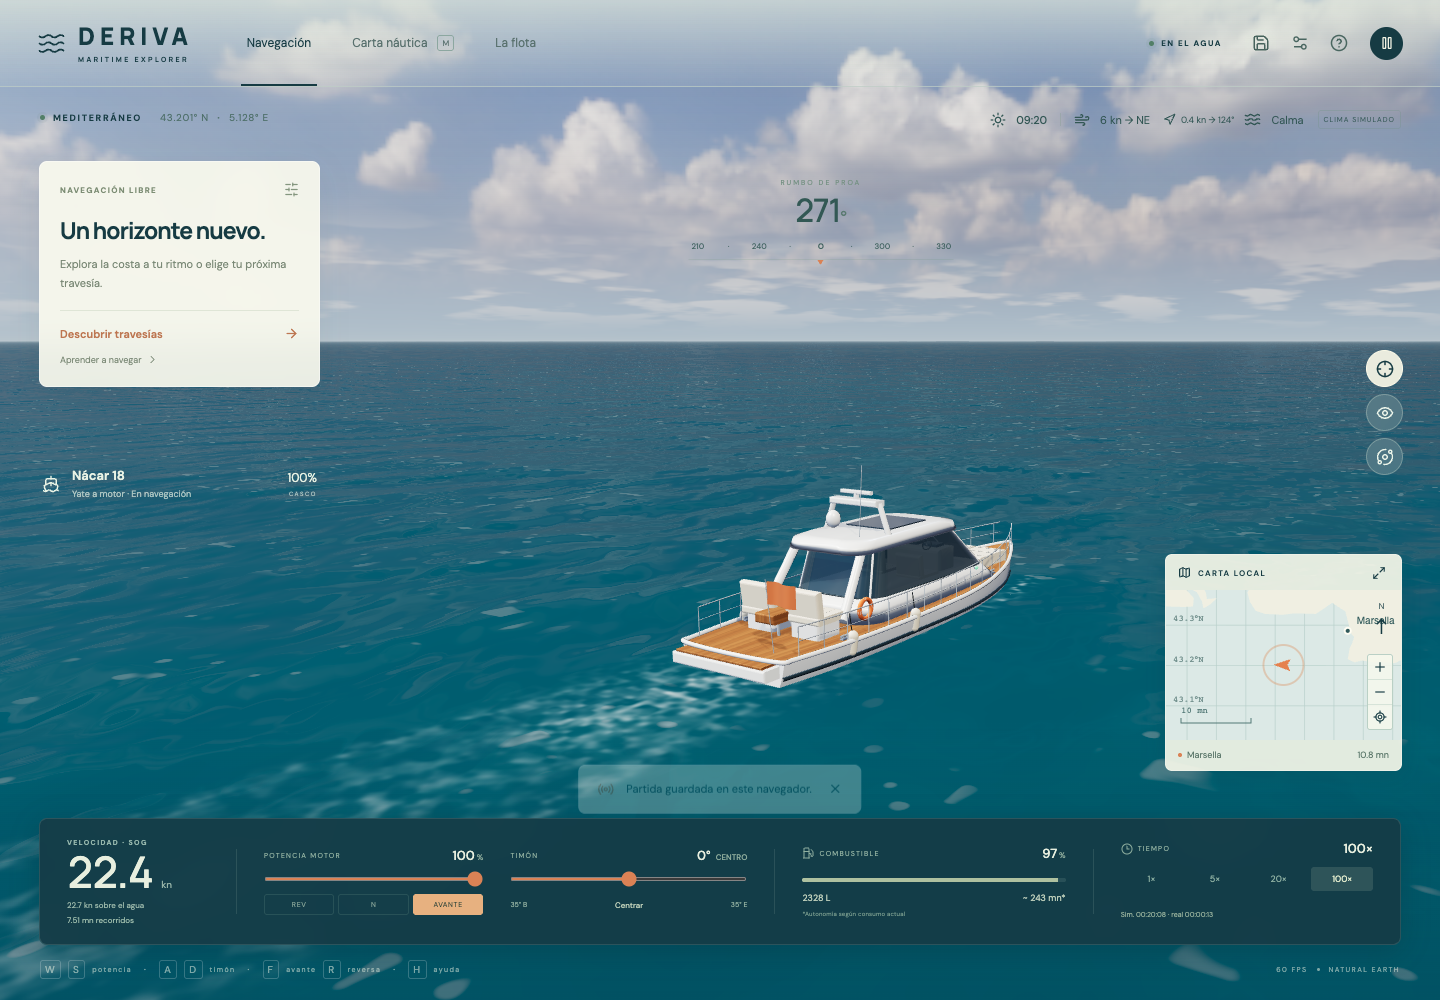 DERIVA
MARITIME EXPLORER
Navegación
Carta náutica M
La flota
EN EL AGUA
MEDITERRÁNEO 43.201° N · 5.128° E
09:20
6 kn → NE
0.4 kn → 124°
Calma
CLIMA SIMULADO
NAVEGACIÓN LIBRE
Un horizonte nuevo.
Explora la costa a tu ritmo o elige tu próxima
travesía.
Descubrir travesías →
Aprender a navegar
RUMBO DE PROA
271°
210 · 240 · O · 300 · 330
Nácar 18
Yate a motor · En navegación
100%
CASCO
CARTA LOCAL
N
Marsella
43.3°N
43.2°N
43.1°N
10 mn
Marsella 10.8 mn
Partida guardada en este navegador.
VELOCIDAD · SOG
22.4 kn
22.7 kn sobre el agua
7.51 mn recorridos
POTENCIA MOTOR 100 %
REV N AVANTE
TIMÓN 0° CENTRO
35° B Centrar 35° E
COMBUSTIBLE 97 %
2328 L ~ 243 mn*
*Autonomía según consumo actual
TIEMPO 100×
1× 5× 20× 100×
Sim. 00:20:08 · real 00:00:13
W S potencia · A D timón · F avante R reversa · H ayuda
60 FPS • NATURAL EARTH